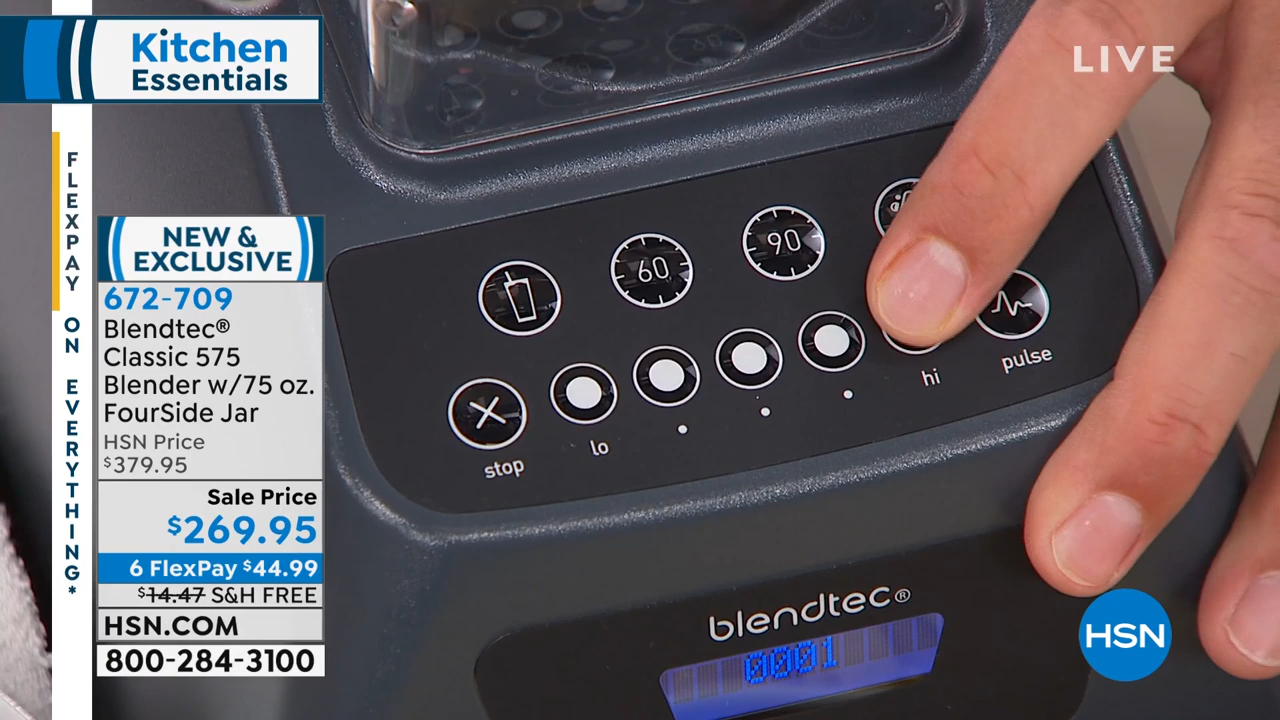 Kitchen
Essentials
LIVE
FLEXPAY ON EVERYTHING*
NEW &
EXCLUSIVE
672-709
Blendtec®
Classic 575
Blender w/75 oz.
FourSide Jar
HSN Price
$379.95
Sale Price
$269.95
6 FlexPay $44.99
$14.47 S&H FREE
HSN.COM
800-284-3100
60
90
stop
lo
hi
pulse
blendtec®
0001
HSN